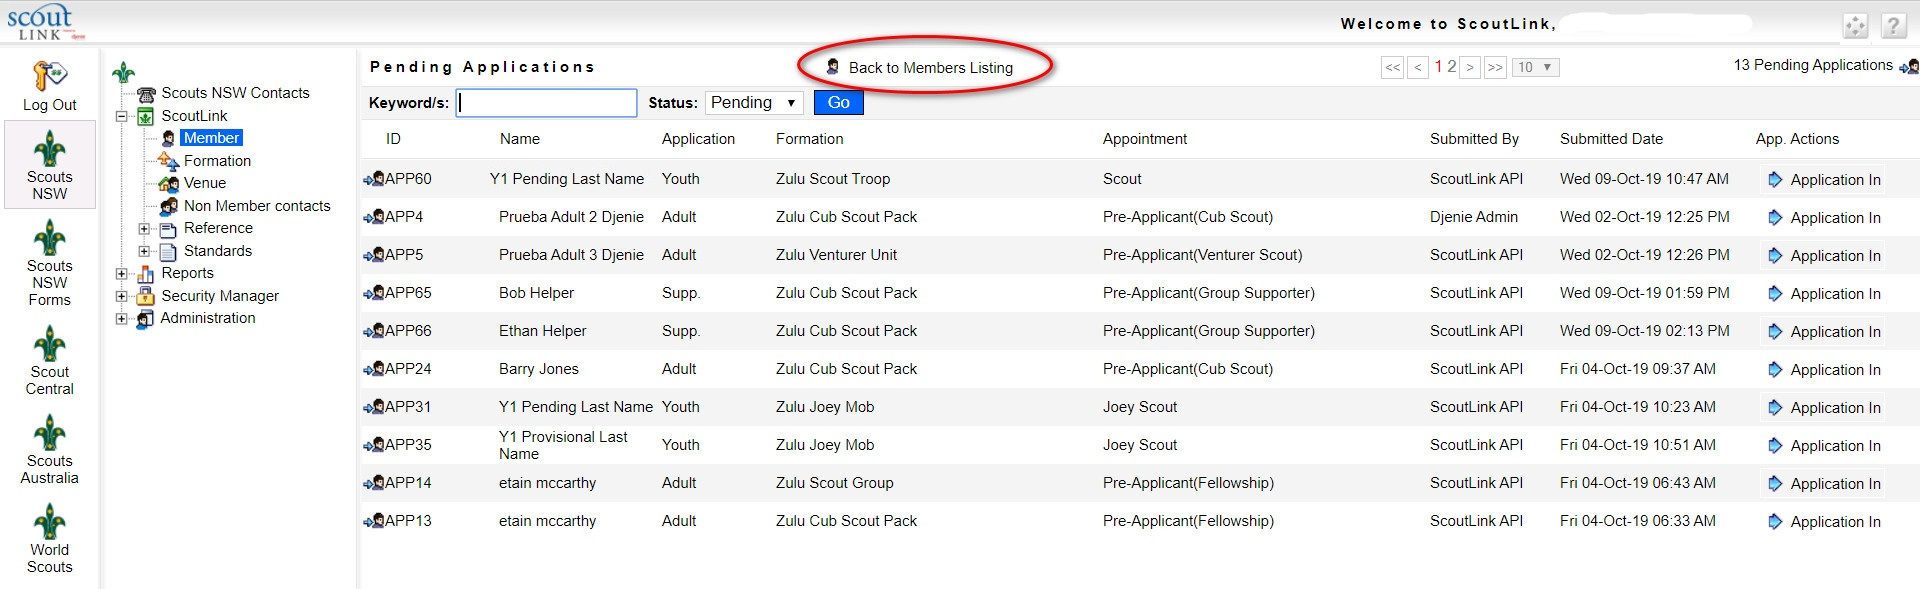 scout
LINK
Welcome to ScoutLink,
?
Log Out
Scouts
NSW
Scouts
NSW
Forms
Scout
Central
Scouts
Australia
World
Scouts
Scouts NSW Contacts
ScoutLink
Member
Formation
Venue
Non Member contacts
Reference
Standards
Reports
Security Manager
Administration
Pending Applications
Back to Members Listing
<< < 1 2 > >> 10
13 Pending Applications
Keyword/s: Status: Pending Go
ID Name Application Formation Appointment Submitted By Submitted Date App. Actions
APP60 Y1 Pending Last Name Youth Zulu Scout Troop Scout ScoutLink API Wed 09-Oct-19 10:47 AM Application In
APP4 Prueba Adult 2 Djenie Adult Zulu Cub Scout Pack Pre-Applicant(Cub Scout) Djenie Admin Wed 02-Oct-19 12:25 PM Application In
APP5 Prueba Adult 3 Djenie Adult Zulu Venturer Unit Pre-Applicant(Venturer Scout) ScoutLink API Wed 02-Oct-19 12:26 PM Application In
APP65 Bob Helper Supp. Zulu Cub Scout Pack Pre-Applicant(Group Supporter) ScoutLink API Wed 09-Oct-19 01:59 PM Application In
APP66 Ethan Helper Supp. Zulu Cub Scout Pack Pre-Applicant(Group Supporter) ScoutLink API Wed 09-Oct-19 02:13 PM Application In
APP24 Barry Jones Adult Zulu Cub Scout Pack Pre-Applicant(Cub Scout) ScoutLink API Fri 04-Oct-19 09:37 AM Application In
APP31 Y1 Pending Last Name Youth Zulu Joey Mob Joey Scout ScoutLink API Fri 04-Oct-19 10:23 AM Application In
APP35 Y1 Provisional Last Name Youth Zulu Joey Mob Joey Scout ScoutLink API Fri 04-Oct-19 10:51 AM Application In
APP14 etain mccarthy Adult Zulu Scout Group Pre-Applicant(Fellowship) ScoutLink API Fri 04-Oct-19 06:43 AM Application In
APP13 etain mccarthy Adult Zulu Cub Scout Pack Pre-Applicant(Fellowship) ScoutLink API Fri 04-Oct-19 06:33 AM Application In